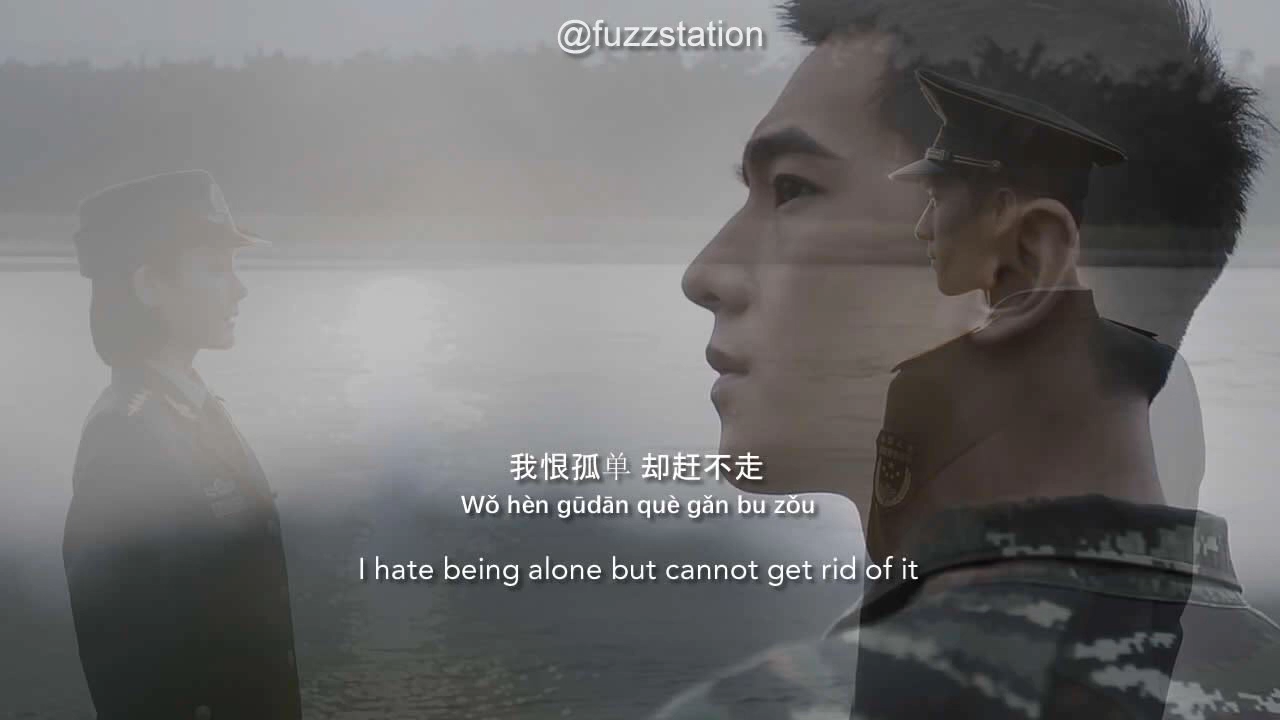 @fuzzstation
我恨孤单 却赶不走
Wǒ hèn gūdān què gǎn bu zǒu
I hate being alone but cannot get rid of it